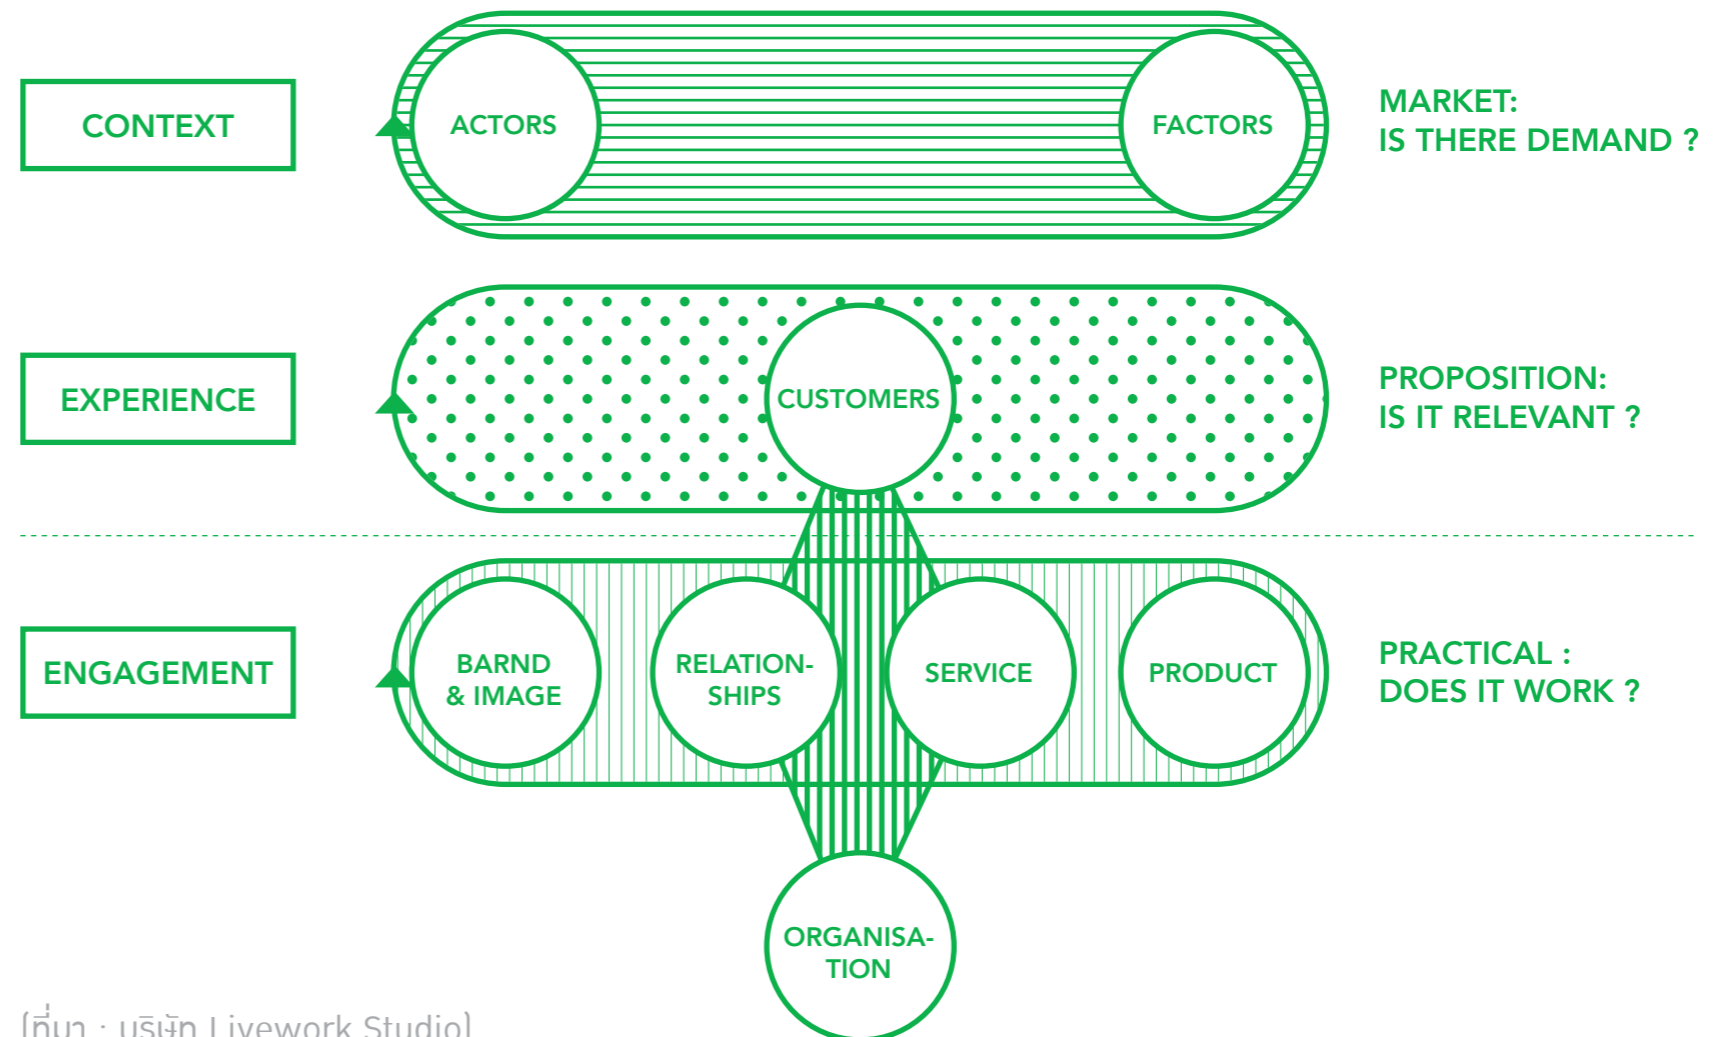 CONTEXT
ACTORS
FACTORS
MARKET:
IS THERE DEMAND ?
EXPERIENCE
CUSTOMERS
PROPOSITION:
IS IT RELEVANT ?
ENGAGEMENT
BARND
& IMAGE
RELATION-
SHIPS
SERVICE
PRODUCT
PRACTICAL :
DOES IT WORK ?
ORGANISA-
TION
(ที่มา : บริษัท Livework Studio)